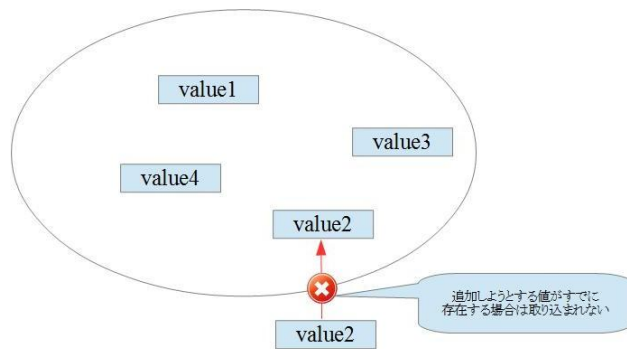 value1
value3
value4
value2
追加しようとする値がすでに
存在する場合は取り込まれない
value2